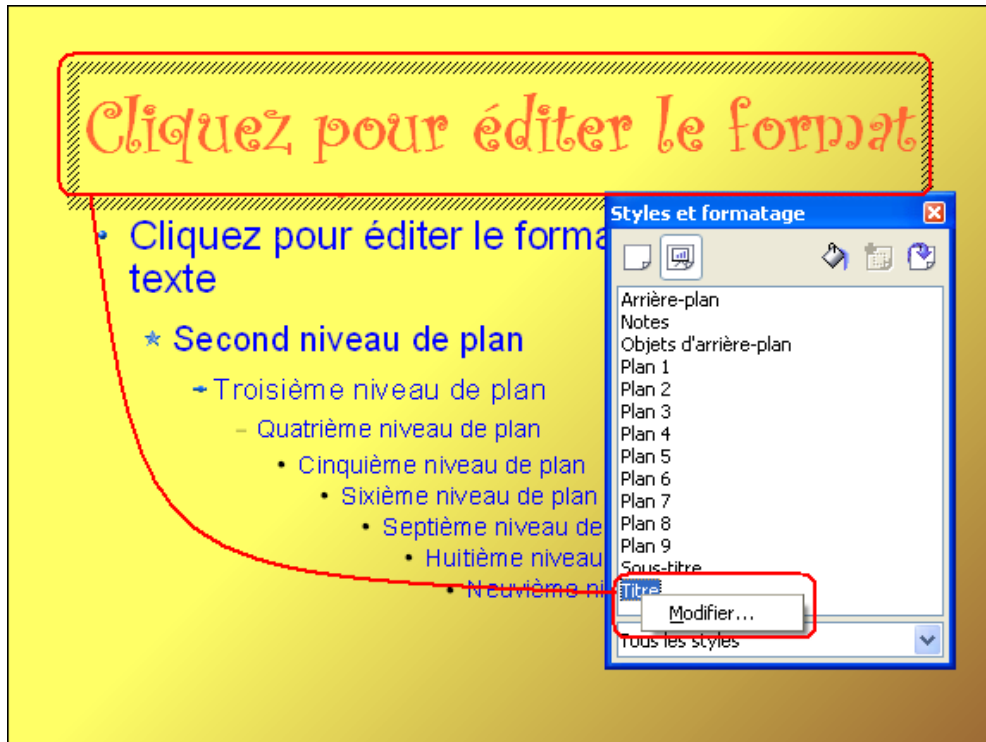 Cliquez pour éditer le format
Cliquez pour éditer le forma
texte
Second niveau de plan
Troisième niveau de plan
Quatrième niveau de plan
Cinquième niveau de plan
Sixième niveau de plan
Septième niveau de
Huitième niveau
Neuvième ni
Styles et formatage
Arrière-plan
Notes
Objets d'arrière-plan
Plan 1
Plan 2
Plan 3
Plan 4
Plan 5
Plan 6
Plan 7
Plan 8
Plan 9
Sous-titre
Titre
Modifier...
Tous les styles